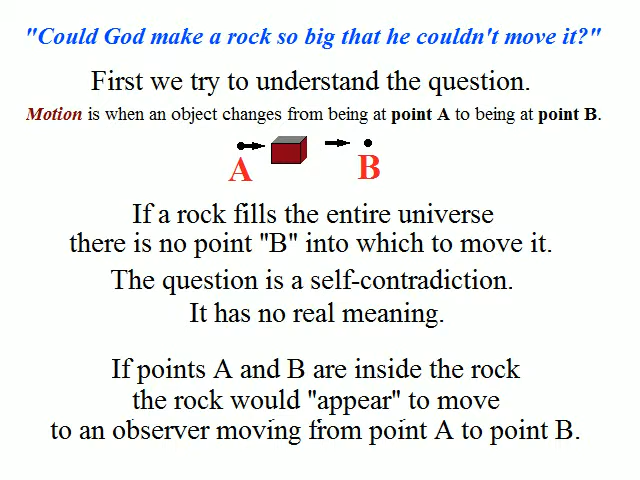 "Could God make a rock so big that he couldn't move it?"
First we try to understand the question.
Motion is when an object changes from being at point A to being at point B.
A B
If a rock fills the entire universe
there is no point "B" into which to move it.
The question is a self-contradiction.
It has no real meaning.
If points A and B are inside the rock
the rock would "appear" to move
to an observer moving from point A to point B.